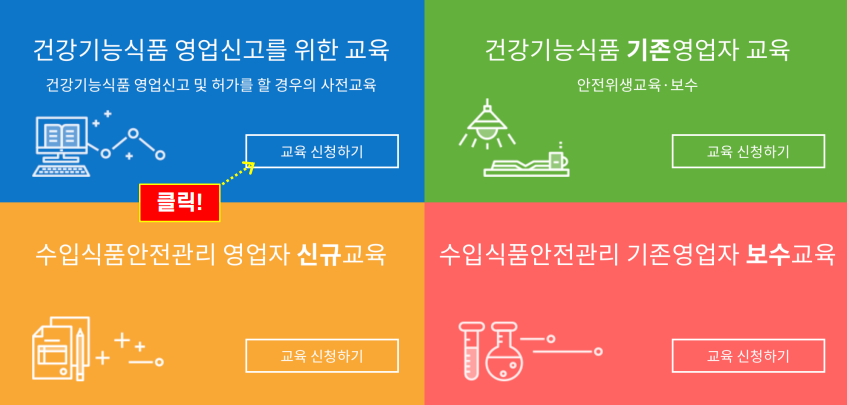 건강기능식품 영업신고를 위한 교육
건강기능식품 영업신고 및 허가를 할 경우의 사전교육
교육 신청하기
클릭!
건강기능식품 기존영업자 교육
안전위생교육·보수
교육 신청하기
수입식품안전관리 영업자 신규교육
교육 신청하기
수입식품안전관리 기존영업자 보수교육
교육 신청하기